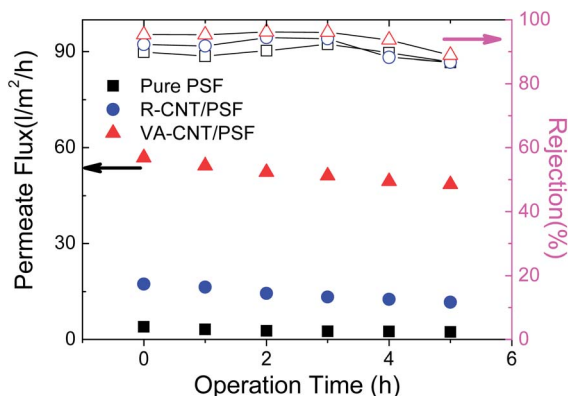 90
60
30
0
Permeate Flux(l/m²/h)
Pure PSF
R-CNT/PSF
VA-CNT/PSF
100
80
60
40
20
0
Rejection(%)
0 2 4 6
Operation Time (h)